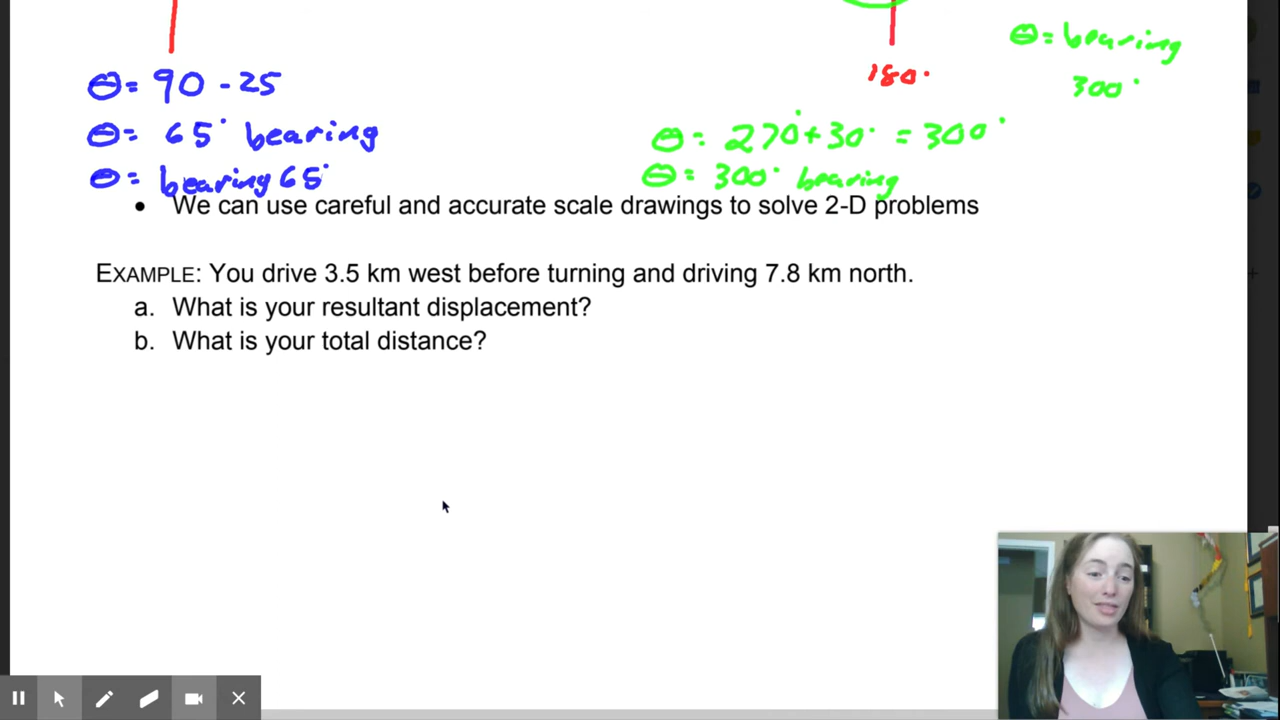 θ = bearing
180°
300°
θ = 90 - 25
θ = 65° bearing
θ = 270° + 30° = 300°
θ = bearing 65°
θ = 300° bearing
• We can use careful and accurate scale drawings to solve 2-D problems
EXAMPLE: You drive 3.5 km west before turning and driving 7.8 km north.
a. What is your resultant displacement?
b. What is your total distance?